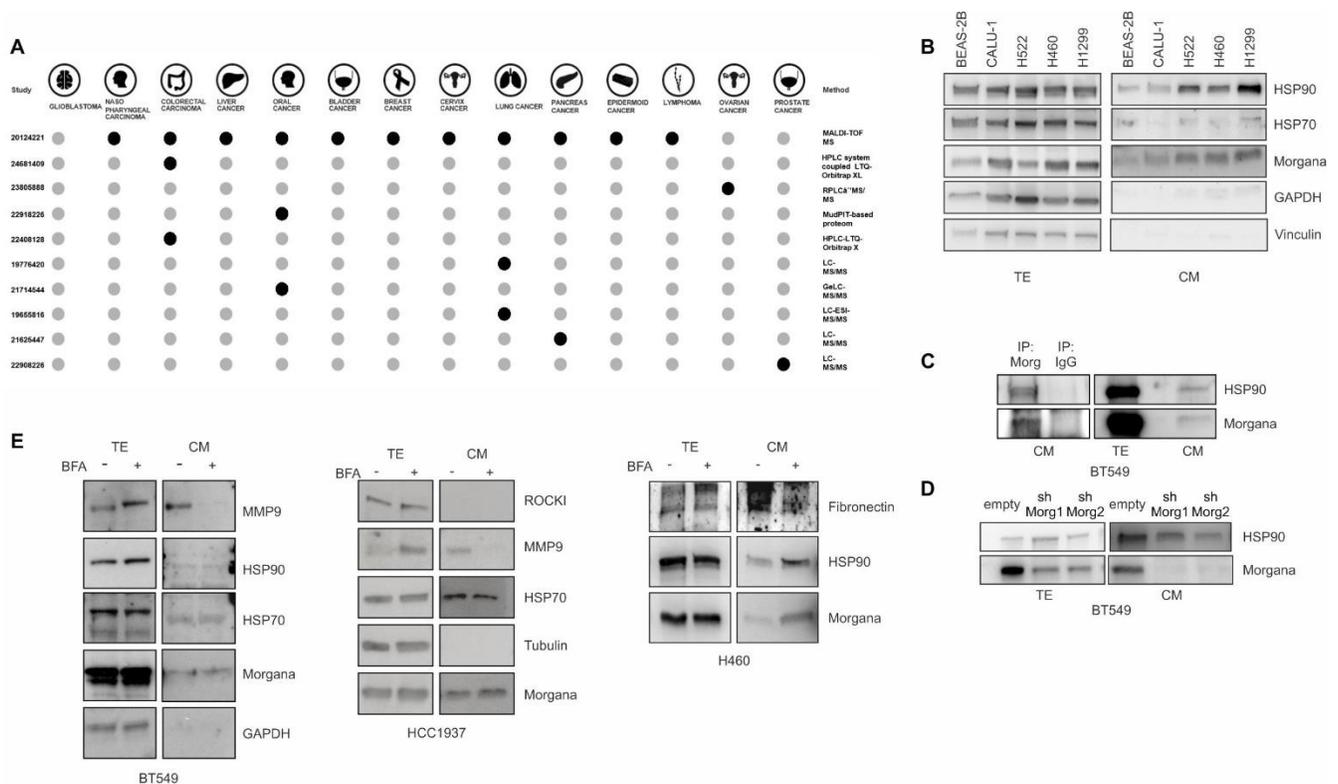 A
Study
GLIOBLASTOMA
NASO
PHARYNGEAL
CARCINOMA
COLORECTAL
CARCINOMA
LIVER
CANCER
ORAL
CANCER
BLADDER
CANCER
BREAST
CANCER
CERVIX
CANCER
LUNG CANCER
PANCREAS
CANCER
EPIDERMOID
CANCER
LYMPHOMA
OVARIAN
CANCER
PROSTATE
CANCER
Method
20124221
MALDI-TOF
MS
24681409
HPLC system
coupled LTQ-
Orbitrap XL
23805888
RPLCâ''MS/
MS
22918226
MudPIT-based
proteom
22408128
HPLC-LTQ-
Orbitrap X
19776420
LC-
MS/MS
21714544
GeLC-
MS/MS
19655816
LC-ESI-
MS/MS
21625447
LC-
MS/MS
22908226
LC-
MS/MS
B
BEAS-2B CALU-1 H522 H460 H1299 BEAS-2B CALU-1 H522 H460 H1299
HSP90
HSP70
Morgana
GAPDH
Vinculin
TE CM
C
IP: IP:
Morg IgG
HSP90
Morgana
CM TE CM
BT549
D
empty sh Morg1 sh Morg2 empty sh Morg1 sh Morg2
HSP90
Morgana
TE CM
BT549
E
TE CM
BFA - + - +
MMP9
HSP90
HSP70
Morgana
GAPDH
BT549
TE CM
BFA - + - +
ROCKI
MMP9
HSP70
Tubulin
Morgana
HCC1937
TE CM
BFA - + - +
Fibronectin
HSP90
Morgana
H460